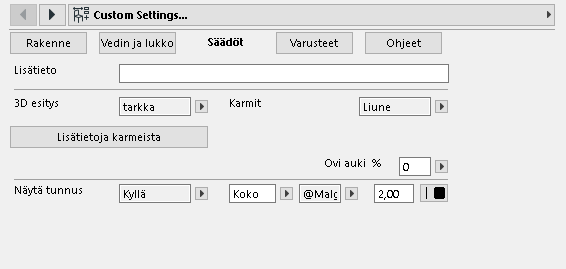 Custom Settings...
Rakenne Vedin ja lukko Säädöt Varusteet Ohjeet
Lisätieto
3D esitys tarkka Karmit Liune
Lisätietoja karmeista
Ovi auki % 0
Näytä tunnus Kyllä Koko @Malg 2,00